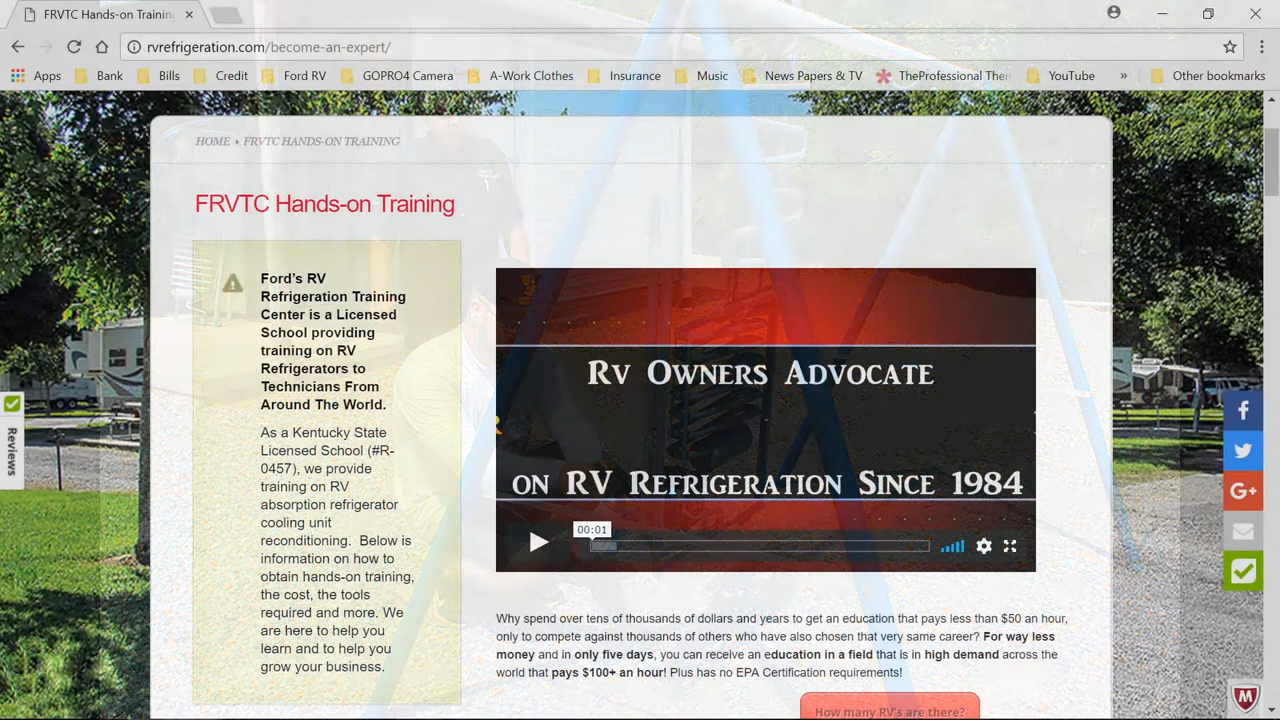 FRVTC Hands-on Training
rvrefrigeration.com/become-an-expert/
Apps Bank Bills Credit Ford RV GOPRO4 Camera A-Work Clothes Insurance Music News Papers & TV TheProfessional Them YouTube » Other bookmarks
HOME FRVTC HANDS-ON TRAINING
FRVTC Hands-on Training
Ford's RV
Refrigeration Training
Center is a Licensed
School providing
training on RV
Refrigerators to
Technicians From
Around The World.
As a Kentucky State
Licensed School (#R-
0457), we provide
training on RV
absorption refrigerator
cooling unit
reconditioning. Below is
information on how to
obtain hands-on training,
the cost, the tools
required and more. We
are here to help you
learn and to help you
grow your business.
RV OWNERS ADVOCATE
ON RV REFRIGERATION SINCE 1984
00:01
Why spend over tens of thousands of dollars and years to get an education that pays less than $50 an hour,
only to compete against thousands of others who have also chosen that very same career? For way less
money and in only five days, you can receive an education in a field that is in high demand across the
world that pays $100+ an hour! Plus has no EPA Certification requirements!
How many RV's are there?
Reviews
f
G+
M